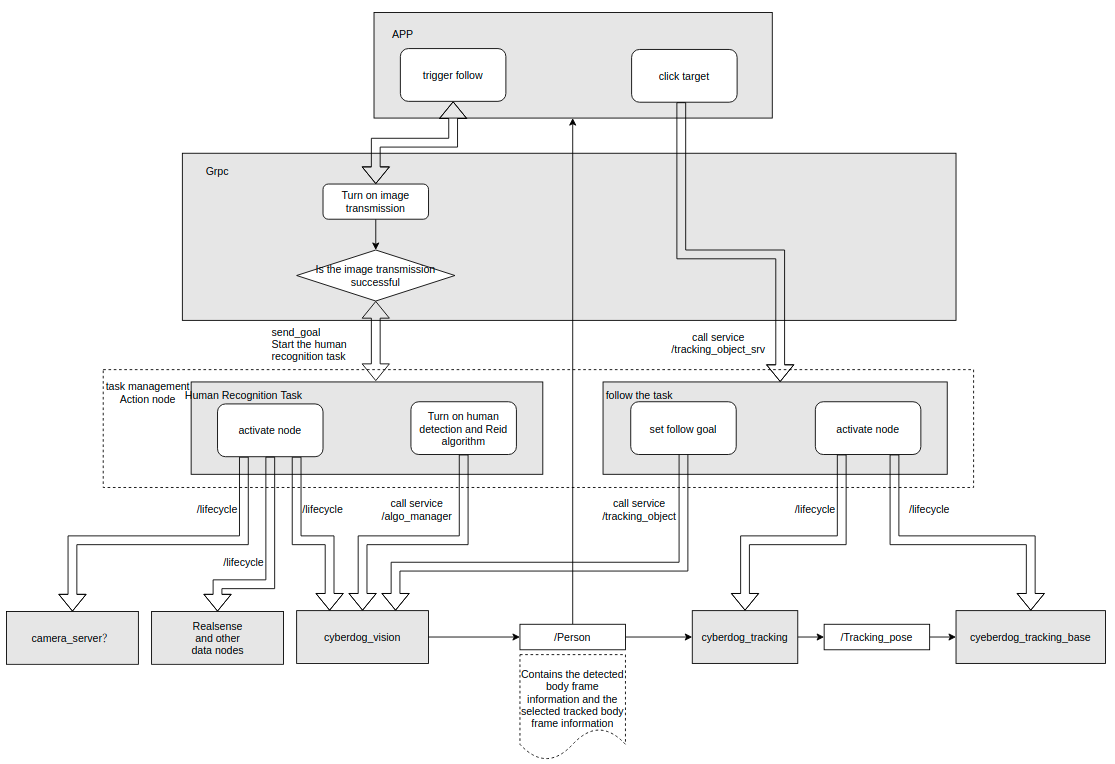 APP
trigger follow
click target
Grpc
Turn on image
transmission
Is the image transmission
successful
send_goal
Start the human
recognition task
call service
/tracking_object_srv
task management
Action node
Human Recognition Task
activate node
Turn on human
detection and Reid
algorithm
follow the task
set follow goal
activate node
/lifecycle
/lifecycle
/lifecycle
call service
/algo_manager
call service
/tracking_object
/lifecycle
/lifecycle
camera_server?
Realsense
and other
data nodes
cyberdog_vision
/Person
cyberdog_tracking
/Tracking_pose
cyeberdog_tracking_base
Contains the detected
body frame
information and the
selected tracked body
frame information